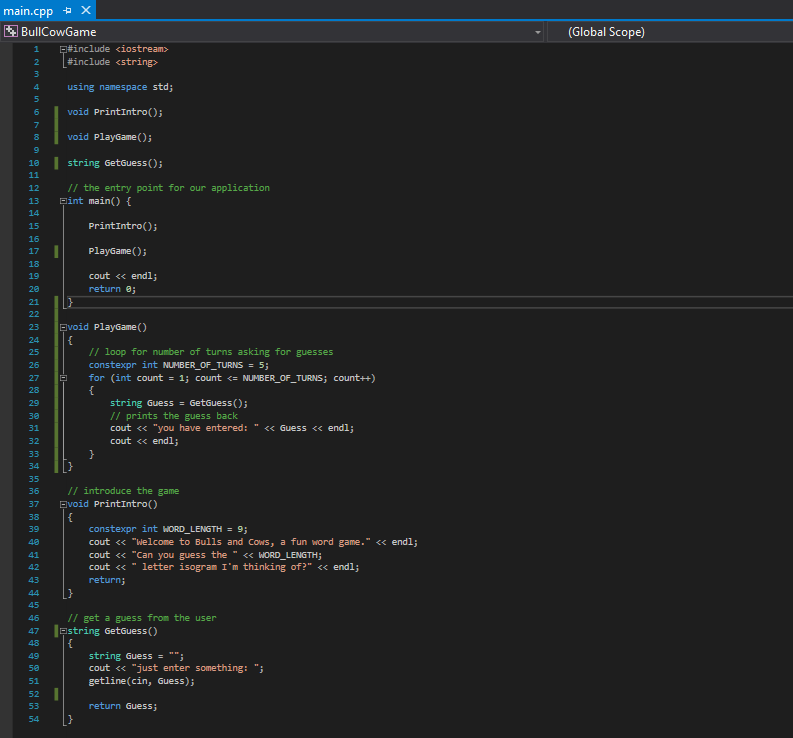 main.cpp
BullCowGame (Global Scope)
1 #include <iostream>
2 #include <string>
3
4 using namespace std;
5
6 void PrintIntro();
7
8 void PlayGame();
9
10 string GetGuess();
11
12 // the entry point for our application
13 int main() {
14
15 PrintIntro();
16
17 PlayGame();
18
19 cout << endl;
20 return 0;
21 }
22
23 void PlayGame()
24 {
25 // loop for number of turns asking for guesses
26 constexpr int NUMBER_OF_TURNS = 5;
27 for (int count = 1; count <= NUMBER_OF_TURNS; count++)
28 {
29 string Guess = GetGuess();
30 // prints the guess back
31 cout << "you have entered: " << Guess << endl;
32 cout << endl;
33 }
34 }
35
36 // introduce the game
37 void PrintIntro()
38 {
39 constexpr int WORD_LENGTH = 9;
40 cout << "Welcome to Bulls and Cows, a fun word game." << endl;
41 cout << "Can you guess the " << WORD_LENGTH;
42 cout << " letter isogram I'm thinking of?" << endl;
43 return;
44 }
45
46 // get a guess from the user
47 string GetGuess()
48 {
49 string Guess = "";
50 cout << "just enter something: ";
51 getline(cin, Guess);
52
53 return Guess;
54 }